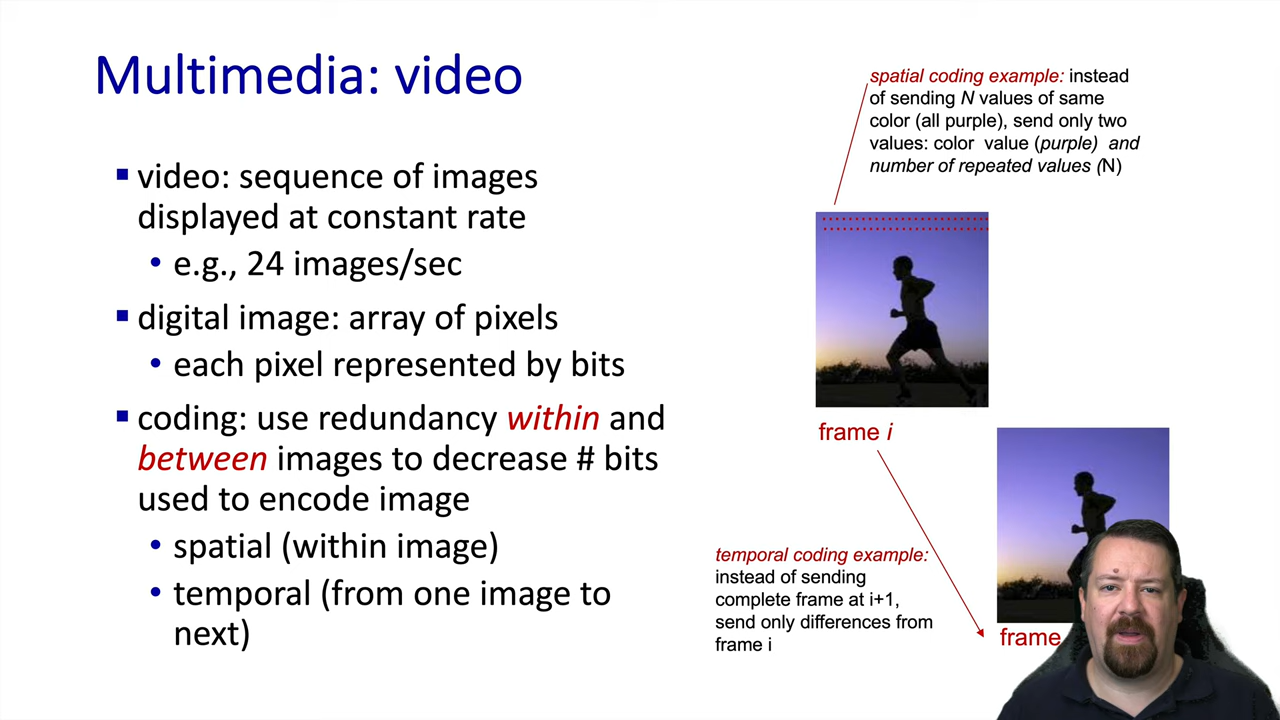 Multimedia: video
▪ video: sequence of images
displayed at constant rate
• e.g., 24 images/sec
▪ digital image: array of pixels
• each pixel represented by bits
▪ coding: use redundancy within and
between images to decrease # bits
used to encode image
• spatial (within image)
• temporal (from one image to
next)
spatial coding example: instead
of sending N values of same
color (all purple), send only two
values: color value (purple) and
number of repeated values (N)
frame i
temporal coding example:
instead of sending
complete frame at i+1,
send only differences from
frame i
frame